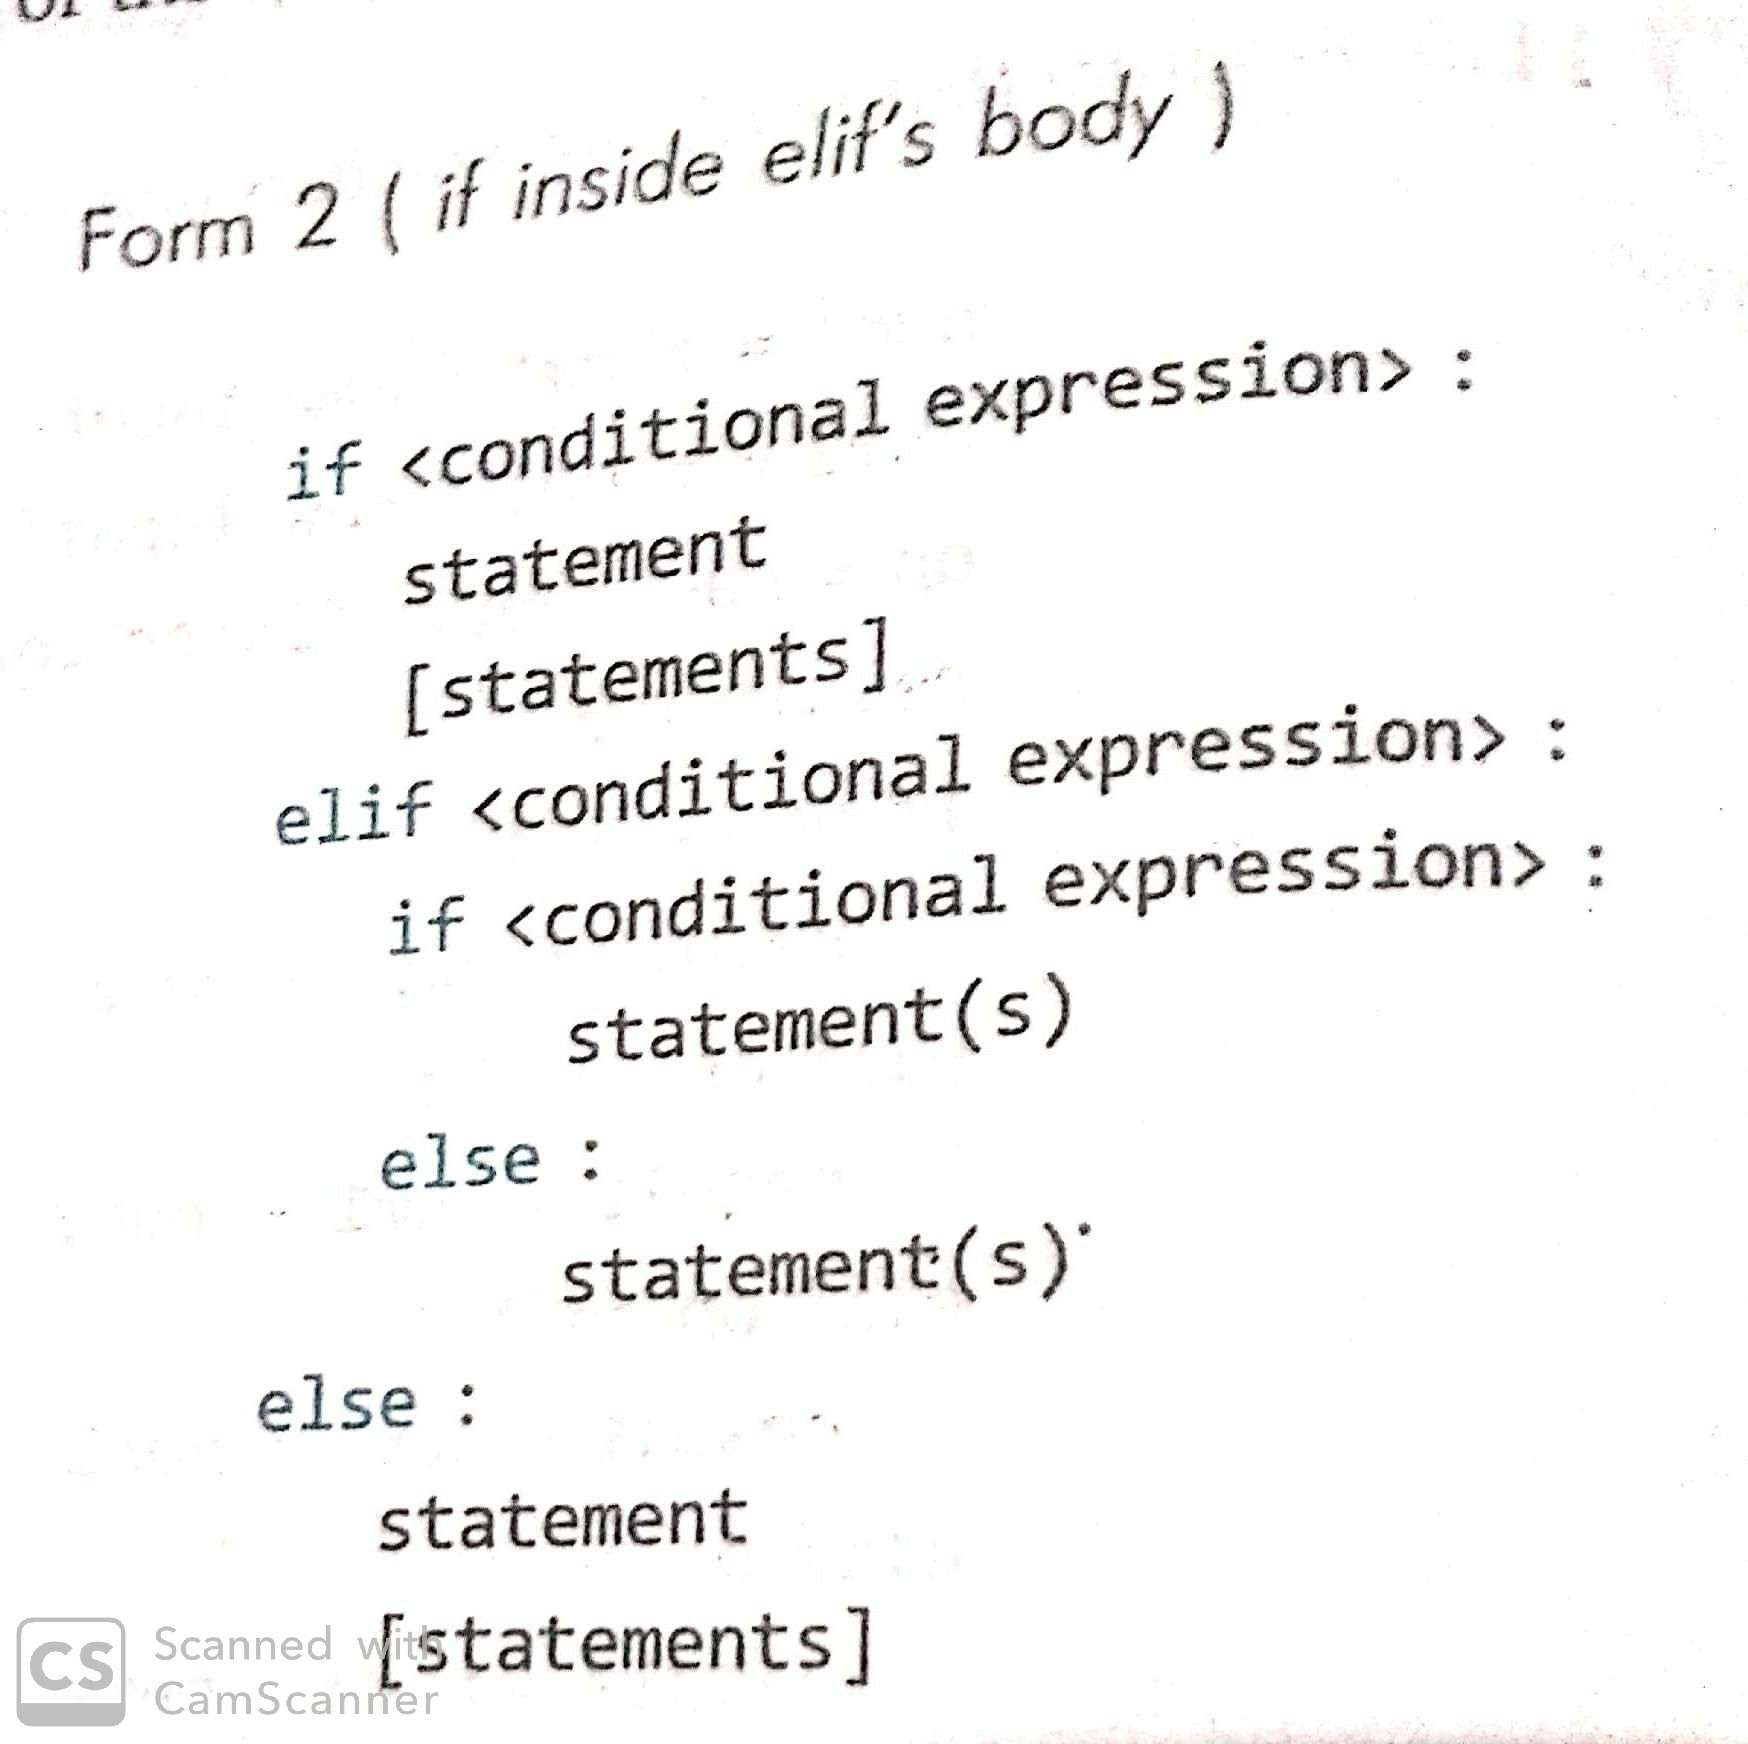 Form 2 ( if inside elif's body )
if <conditional expression> :
statement
[statements]
elif <conditional expression> :
if <conditional expression> :
statement(s)
else :
statement(s)
else :
statement
[statements]
CS Scanned with
CamScanner